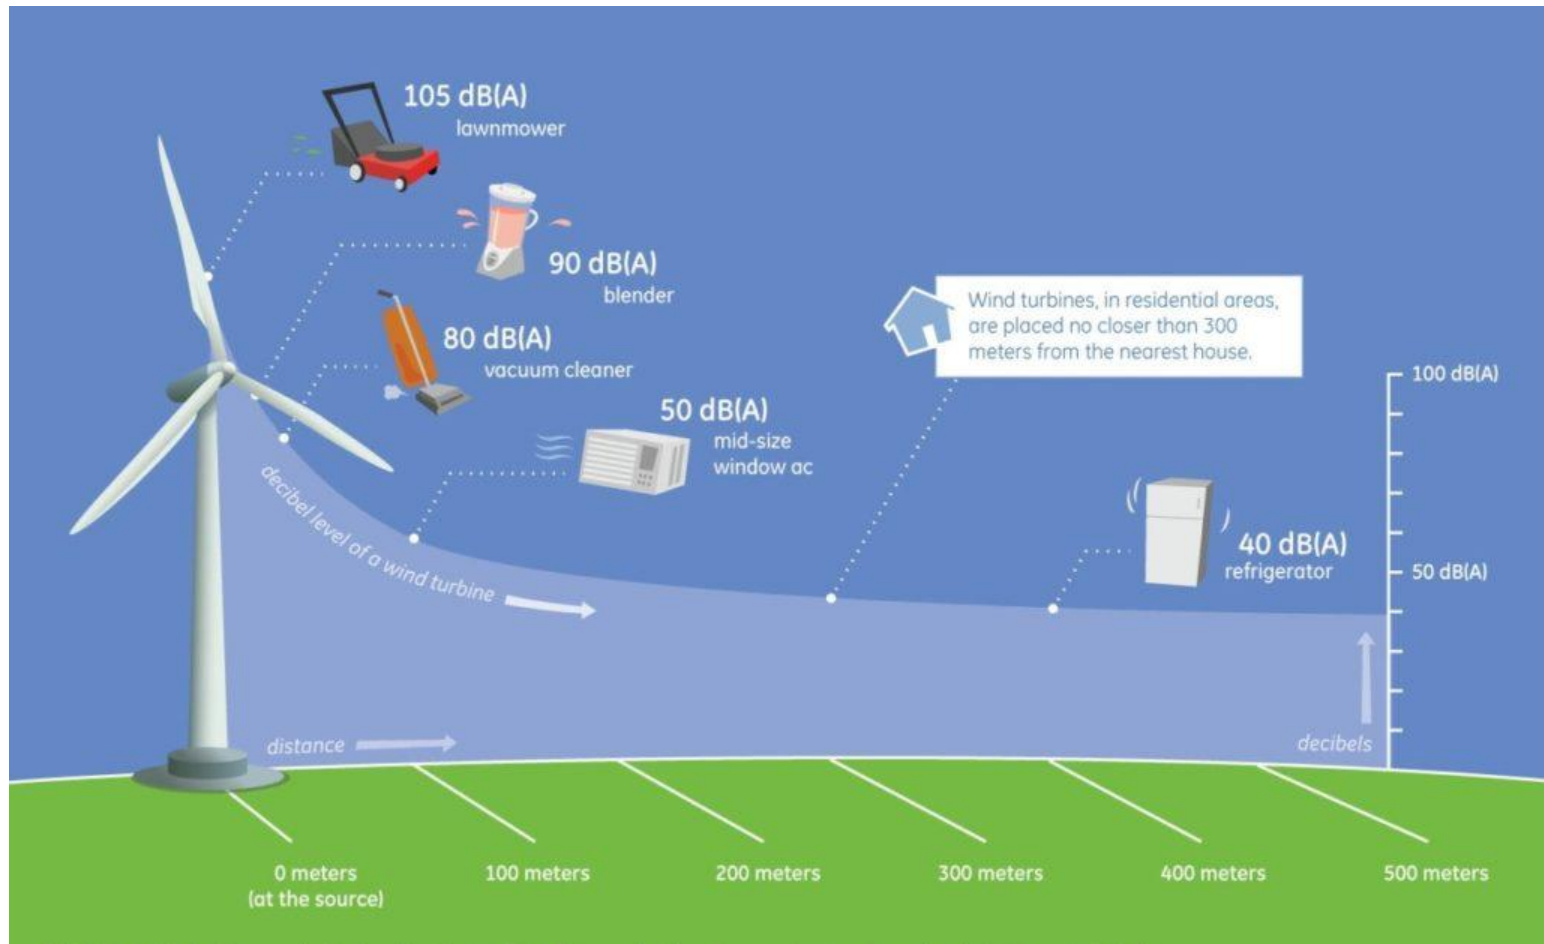 105 dB(A)
lawnmower
90 dB(A)
blender
80 dB(A)
vacuum cleaner
50 dB(A)
mid-size
window ac
Wind turbines, in residential areas,
are placed no closer than 300
meters from the nearest house.
100 dB(A)
40 dB(A)
refrigerator
50 dB(A)
decibel level of a wind turbine
distance
decibels
0 meters
(at the source)
100 meters
200 meters
300 meters
400 meters
500 meters